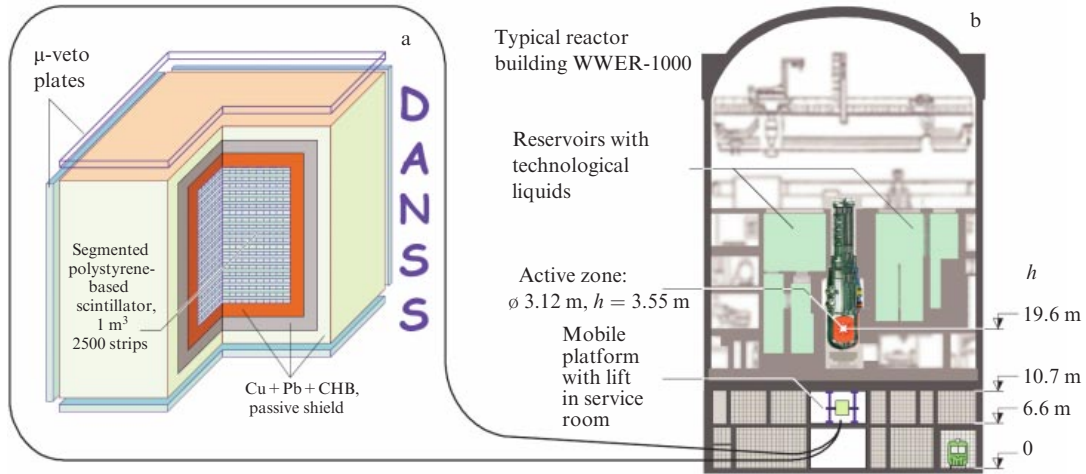 a
μ-veto
plates
Segmented
polystyrene-
based
scintillator,
1 m³
2500 strips
Cu + Pb + CHB,
passive shield
D
A
N
S
S
b
Typical reactor
building WWER-1000
Reservoirs with
technological
liquids
Active zone:
ø 3.12 m, h = 3.55 m
Mobile
platform
with lift
in service
room
h
19.6 m
10.7 m
6.6 m
0